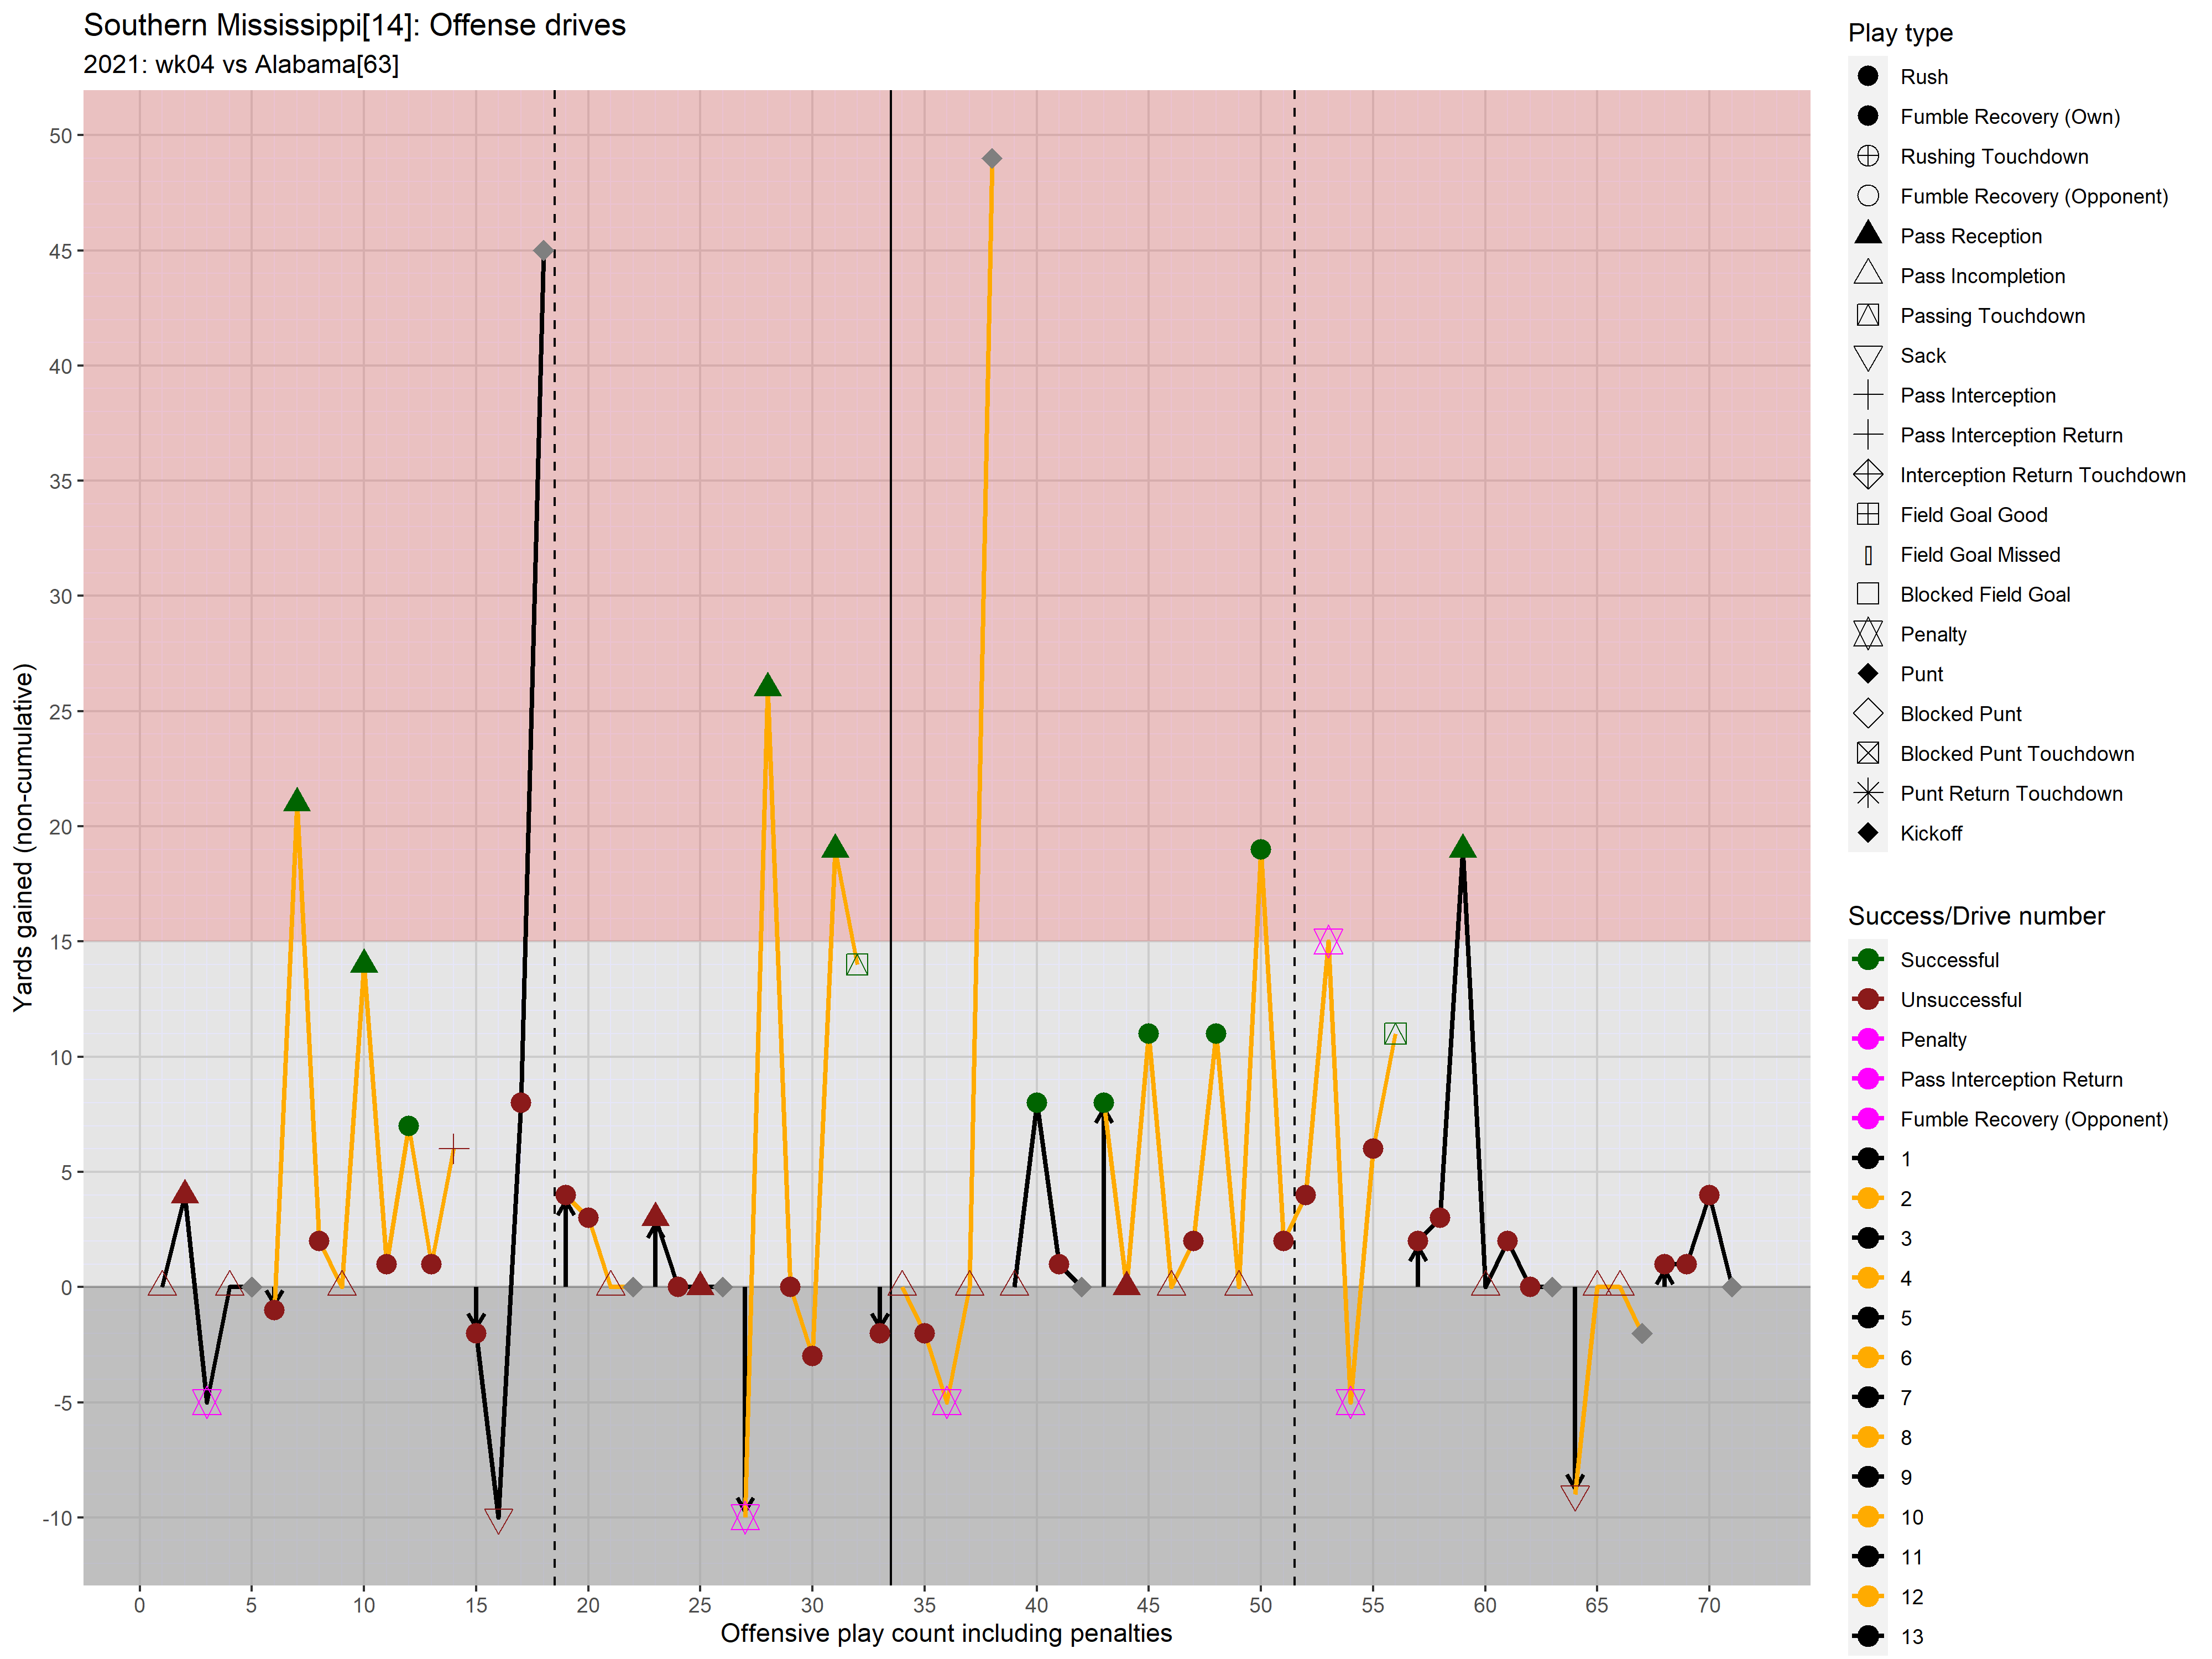 Southern Mississippi[14]: Offense drives
2021: wk04 vs Alabama[63]
Yards gained (non-cumulative)
50
45
40
35
30
25
20
15
10
5
0
-5
-10
0 5 10 15 20 25 30 35 40 45 50 55 60 65 70
Offensive play count including penalties
Play type
Rush
Fumble Recovery (Own)
Rushing Touchdown
Fumble Recovery (Opponent)
Pass Reception
Pass Incompletion
Passing Touchdown
Sack
Pass Interception
Pass Interception Return
Interception Return Touchdown
Field Goal Good
Field Goal Missed
Blocked Field Goal
Penalty
Punt
Blocked Punt
Blocked Punt Touchdown
Punt Return Touchdown
Kickoff
Success/Drive number
Successful
Unsuccessful
Penalty
Pass Interception Return
Fumble Recovery (Opponent)
1
2
3
4
5
6
7
8
9
10
11
12
13